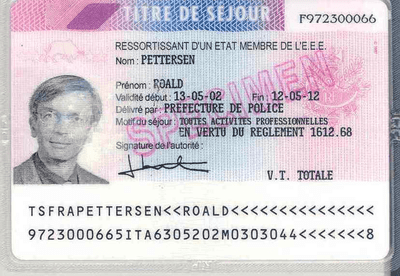 TITRE DE SÉJOUR F972300066
RESSORTISSANT D'UN ETAT MEMBRE DE L'E.E.E.
Nom : PETTERSEN
Prénom : ROALD
Validité début : 13-05-02 Fin : 12-05-12
Délivré par : PREFECTURE DE POLICE
Motif du séjour : TOUTES ACTIVITES PROFESSIONNELLES
EN VERTU DU REGLEMENT 1612.68
Signature de l'autorité :
V.T. TOTALE
SPECIMEN
TSFRAPETTERSEN<<ROALD<<<<<<<<<<<<<<<
9723000665ITA6305202M0303044<<<<<<<8